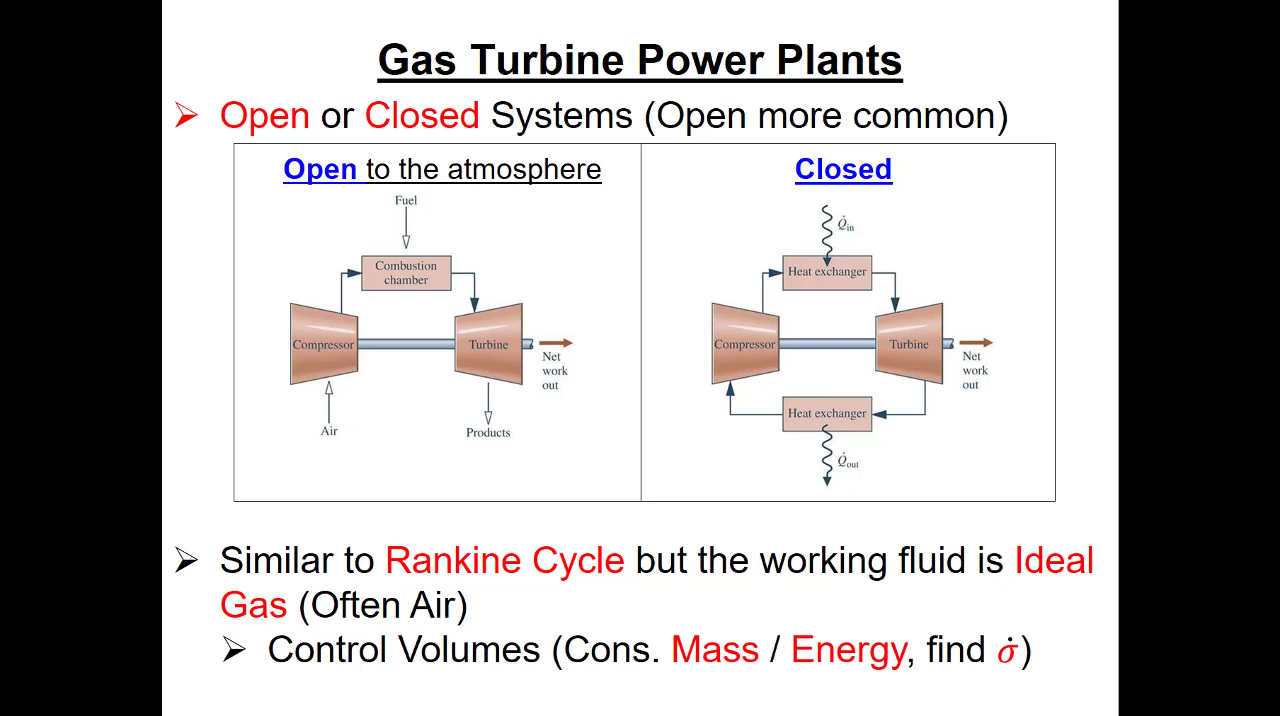 Gas Turbine Power Plants
➢ Open or Closed Systems (Open more common)
Open to the atmosphere
Fuel
Combustion
chamber
Compressor
Turbine
Net
work
out
Air
Products
Closed
Q̇in
Heat exchanger
Compressor
Turbine
Net
work
out
Heat exchanger
Q̇out
➢ Similar to Rankine Cycle but the working fluid is Ideal
Gas (Often Air)
➢ Control Volumes (Cons. Mass / Energy, find σ̇)